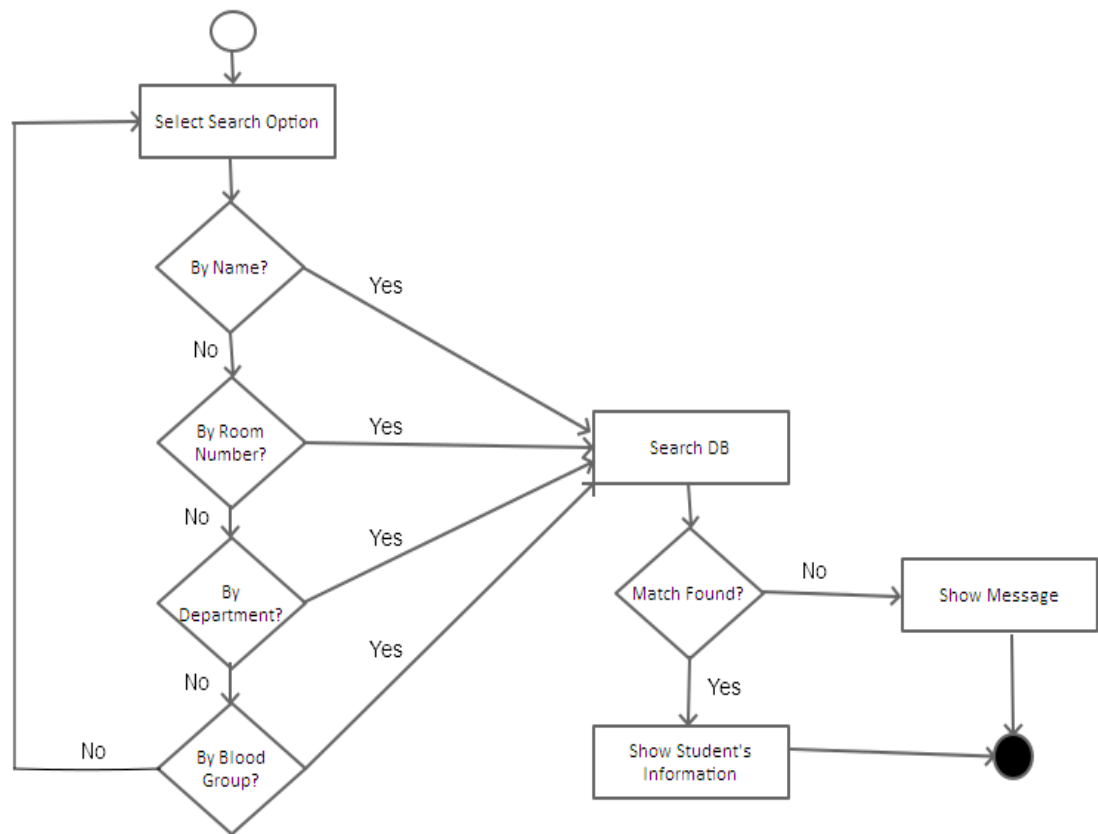 Select Search Option
By Name?
Yes
No
By Room
Number?
Yes
Search DB
No
By
Department?
Yes
Match Found?
No
Show Message
No
Yes
Yes
By Blood
Group?
No
Show Student's
Information